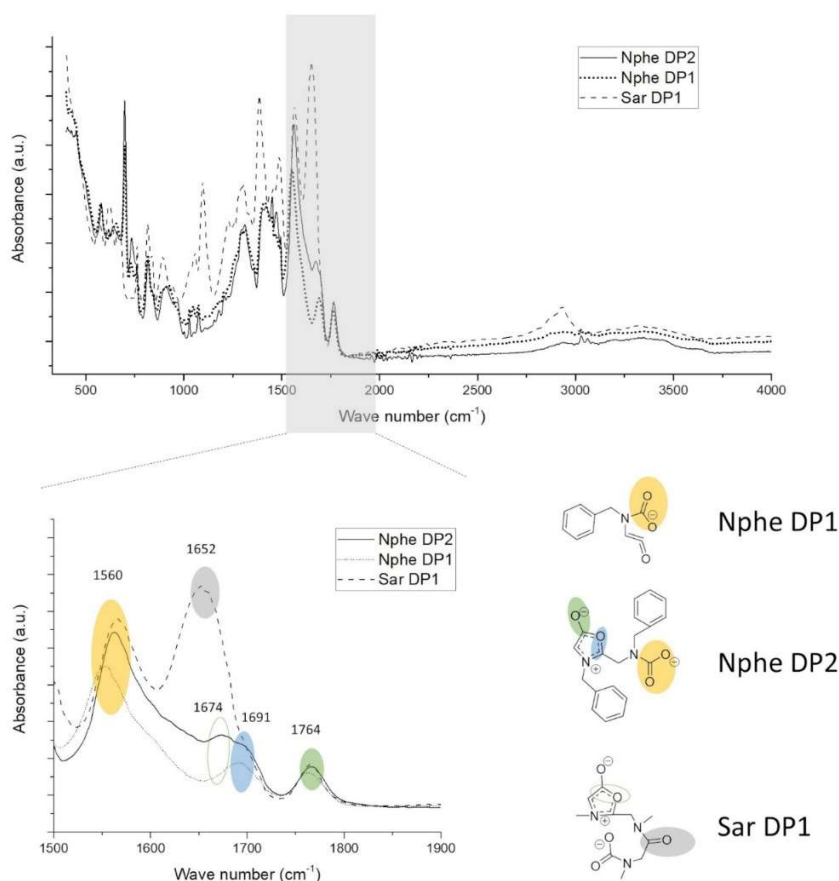 Nphe DP2
Nphe DP1
Sar DP1
Absorbance (a.u.)
500 1000 1500 2000 2500 3000 3500 4000
Wave number (cm⁻¹)
Nphe DP2
Nphe DP1
Sar DP1
1652
1560
1674
1691
1764
Absorbance (a.u.)
1500 1600 1700 1800 1900
Wave number (cm⁻¹)
O
N O⊖
O
Nphe DP1
O⊖
O
N O⊖
N O
+
Nphe DP2
O⊖
O
N
+ N
O O
⊖O N
Sar DP1